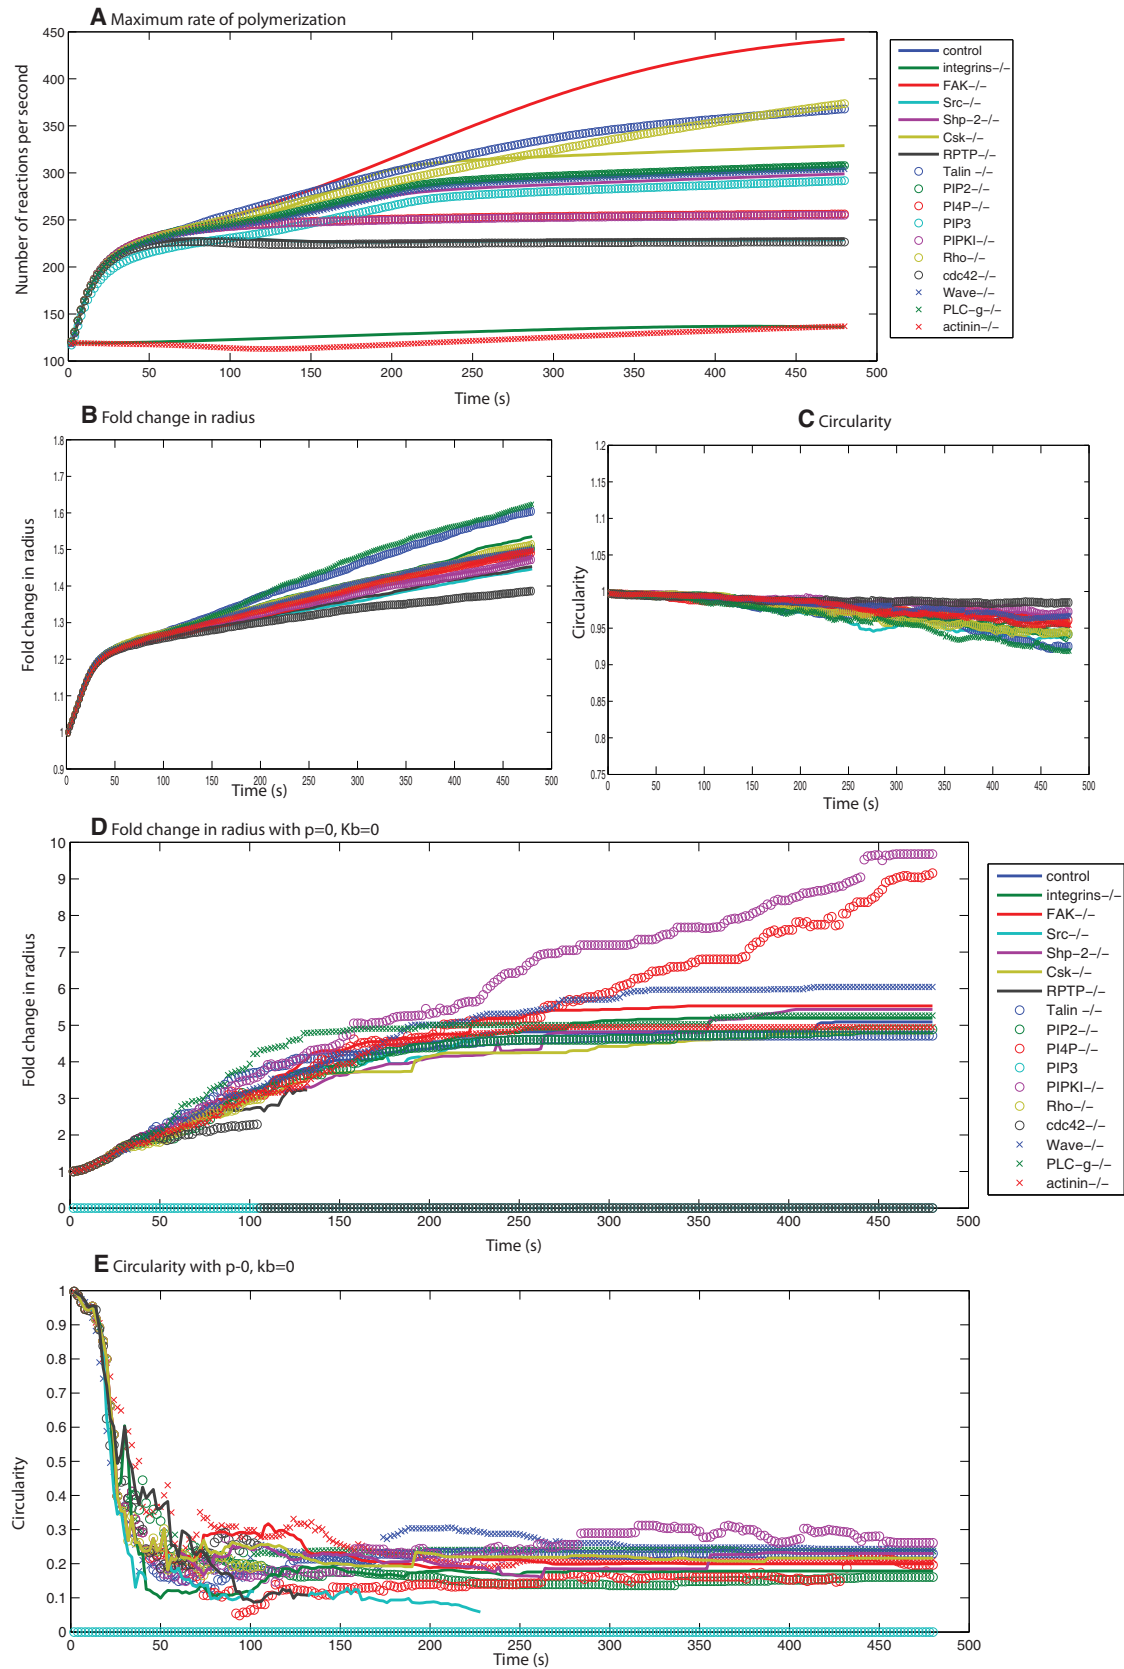 A Maximum rate of polymerization
Number of reactions per second
450
400
350
300
250
200
150
100
0
50
100
150
200
250
300
350
400
450
500
Time (s)
control
integrins−/−
FAK−/−
Src−/−
Shp−2−/−
Csk−/−
RPTP−/−
Talin −/−
PIP2−/−
PI4P−/−
PIP3
PIPKI−/−
Rho−/−
cdc42−/−
Wave−/−
PLC−g−/−
actinin−/−
B Fold change in radius
Fold change in radius
1.8
1.7
1.6
1.5
1.4
1.3
1.2
1.1
1
0.9
0
50
100
150
200
250
300
350
400
450
500
Time (s)
C Circularity
Circularity
1.2
1.15
1.1
1.05
1
0.95
0.9
0.85
0.8
0.75
0
50
100
150
200
250
300
350
400
450
500
Time (s)
D Fold change in radius with p=0, Kb=0
Fold change in radius
10
9
8
7
6
5
4
3
2
1
0
0
50
100
150
200
250
300
350
400
450
500
Time (s)
control
integrins−/−
FAK−/−
Src−/−
Shp−2−/−
Csk−/−
RPTP−/−
Talin −/−
PIP2−/−
PI4P−/−
PIP3
PIPKI−/−
Rho−/−
cdc42−/−
Wave−/−
PLC−g−/−
actinin−/−
E Circularity with p-0, kb=0
Circularity
1
0.9
0.8
0.7
0.6
0.5
0.4
0.3
0.2
0.1
0
0
50
100
150
200
250
300
350
400
450
500
Time (s)